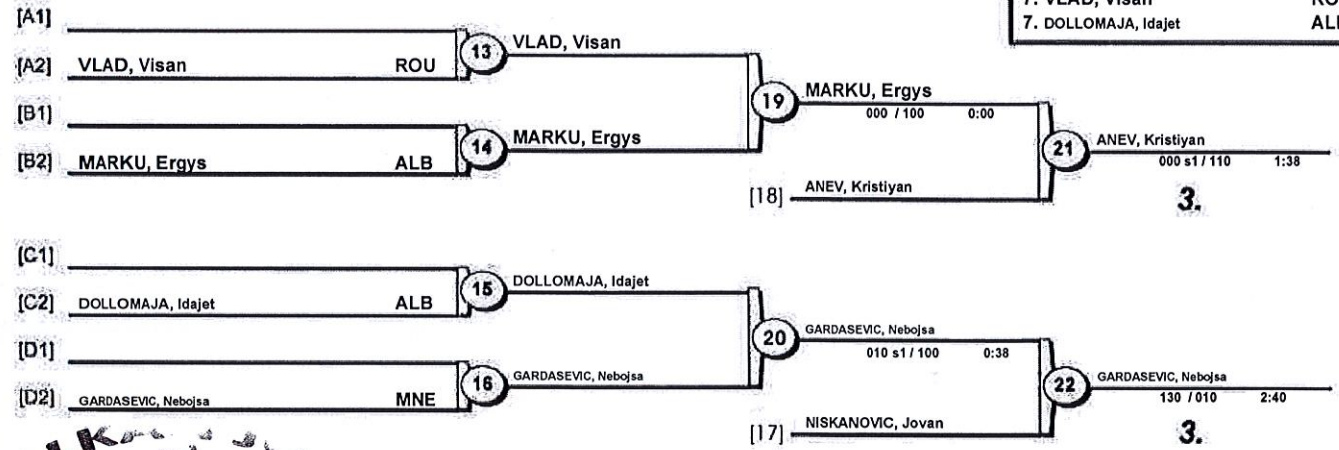 7. VLAD, Visan
7. DOLLOMAJA, Idajet
[A1]
[A2] VLAD, Visan ROU
13 VLAD, Visan
[B1]
[B2] MARKU, Ergys ALB
14 MARKU, Ergys
19 MARKU, Ergys
000 / 100 0:00
[18] ANEV, Kristiyan
21 ANEV, Kristiyan
000 s1 / 110 1:38
3.
[C1]
[C2] DOLLOMAJA, Idajet ALB
15 DOLLOMAJA, Idajet
[D1]
[D2] GARDASEVIC, Nebojsa MNE
16 GARDASEVIC, Nebojsa
20 GARDASEVIC, Nebojsa
010 s1 / 100 0:38
[17] NISKANOVIC, Jovan
22 GARDASEVIC, Nebojsa
130 / 010 2:40
3.